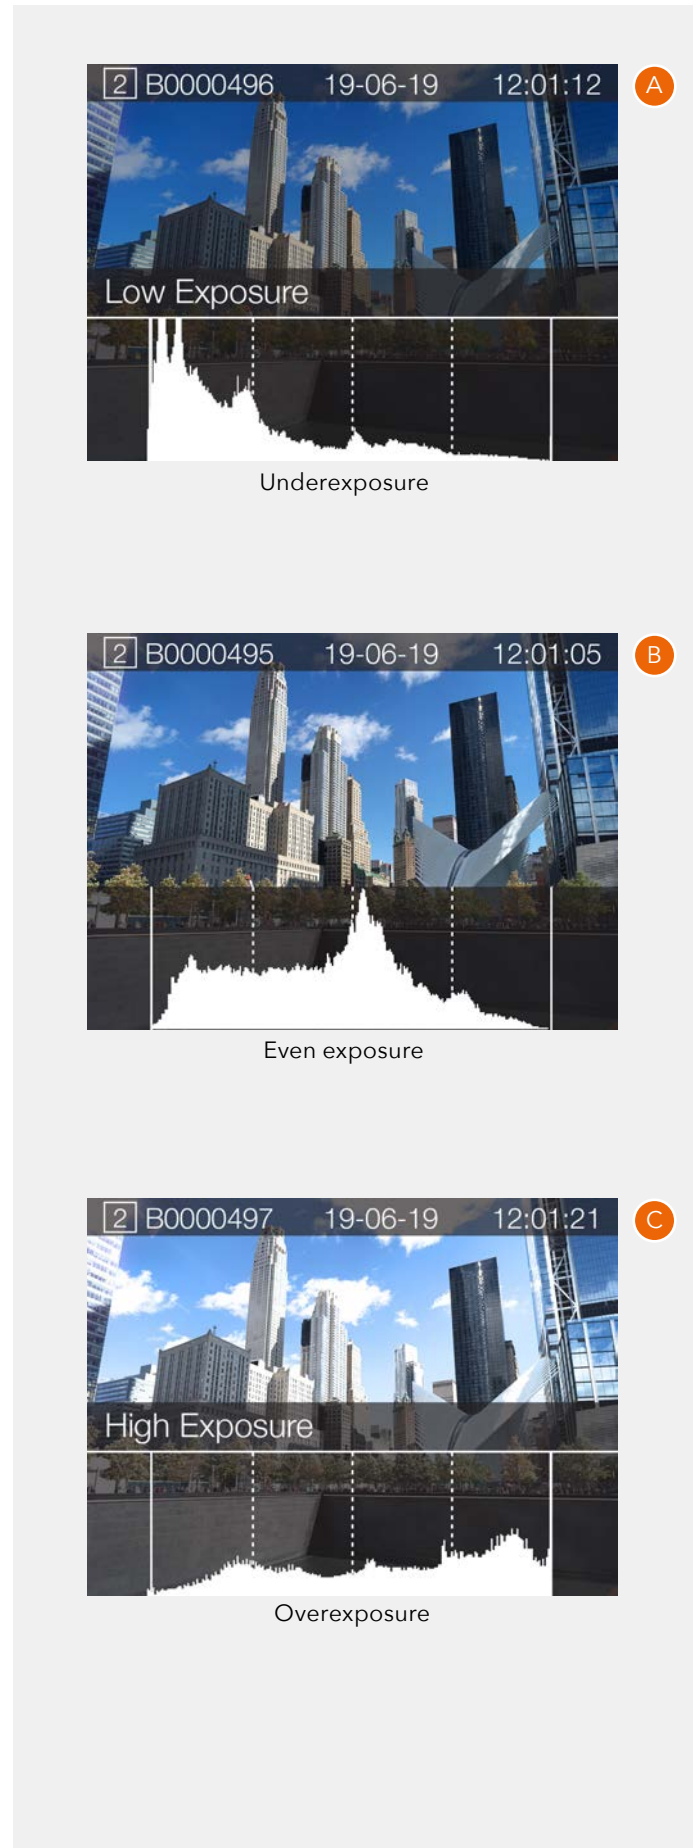 2 B0000496 19-06-19 12:01:12 A
Low Exposure
Underexposure
2 B0000495 19-06-19 12:01:05 B
Even exposure
2 B0000497 19-06-19 12:01:21 C
High Exposure
Overexposure